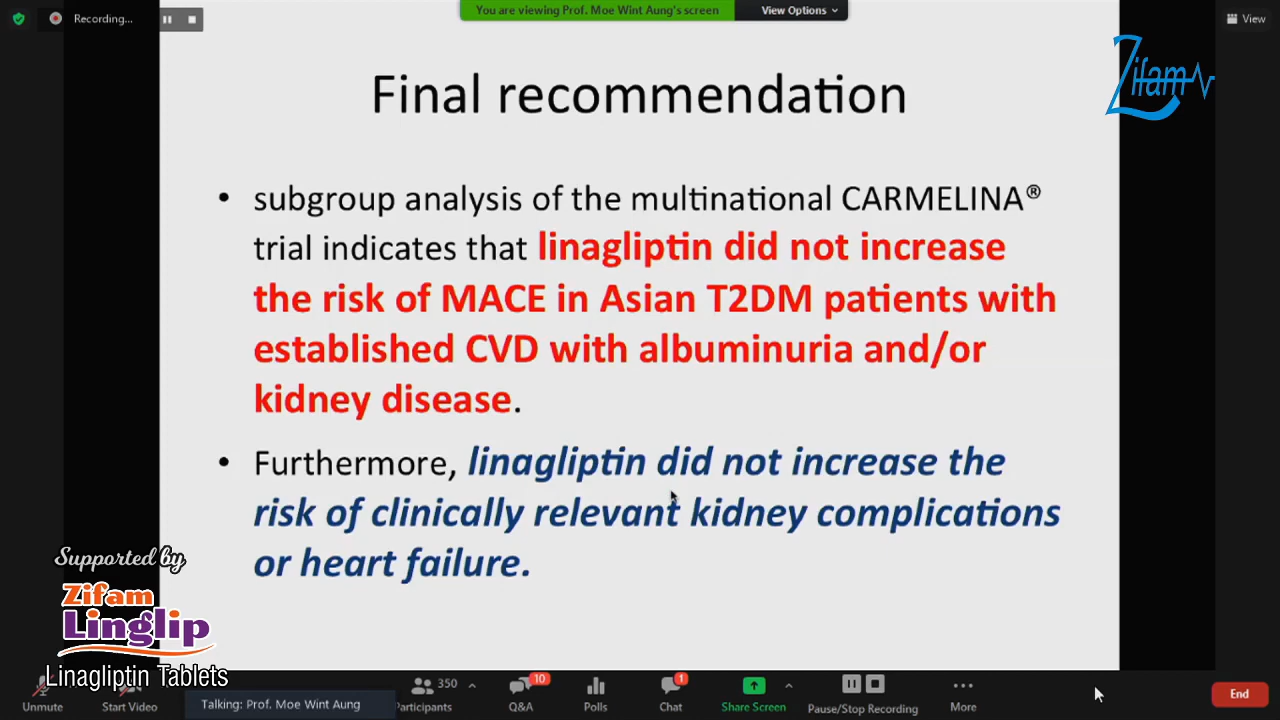 Recording...
You are viewing Prof. Moe Wint Aung's screen
View Options
View
Zifam
Final recommendation
• subgroup analysis of the multinational CARMELINA®
trial indicates that linagliptin did not increase
the risk of MACE in Asian T2DM patients with
established CVD with albuminuria and/or
kidney disease.
• Furthermore, linagliptin did not increase the
risk of clinically relevant kidney complications
or heart failure.
Supported by
Zifam
Linglip
Linagliptin Tablets
Unmute
Start Video
Talking: Prof. Moe Wint Aung
350
Participants
10
Q&A
Polls
1
Chat
Share Screen
Pause/Stop Recording
More
End